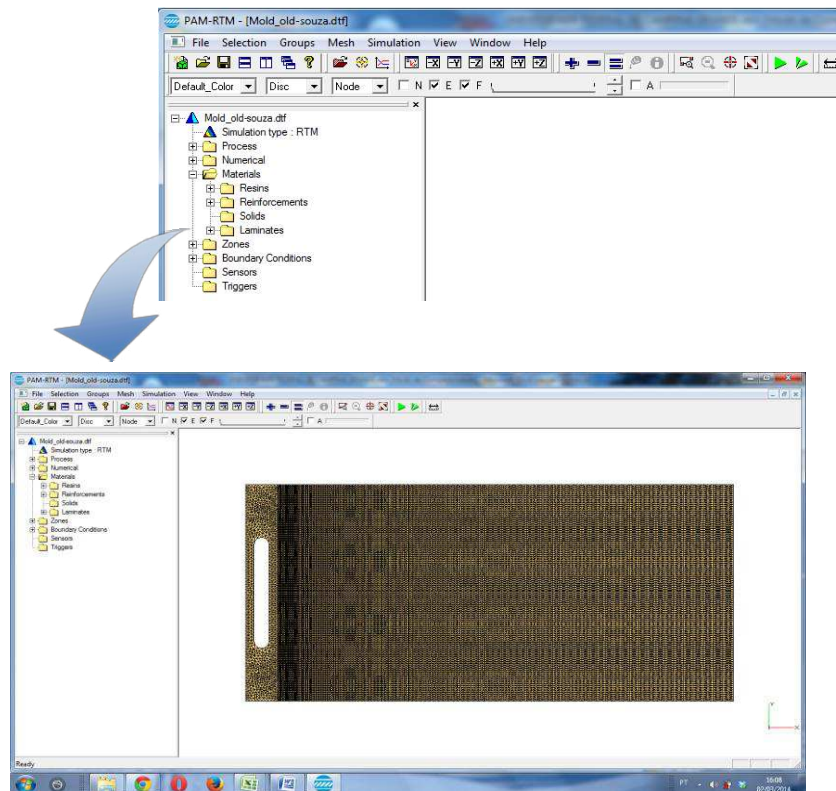 PAM-RTM - [Mold_old-souza.dtf]
File Selection Groups Mesh Simulation View Window Help
-X -Y -Z +X +Y +Z
Default_Color Disc Node N E F A
Mold_old-souza.dtf
Simulation type : RTM
Process
Numerical
Materials
Resins
Reinforcements
Solids
Laminates
Zones
Boundary Conditions
Sensors
Triggers
PAM-RTM - [Mold_old-souza.dtf]
File Selection Groups Mesh Simulation View Window Help
Default_Color Disc Node N E F A
Mold_old-souza.dtf
Simulation type : RTM
Process
Numerical
Materials
Resins
Reinforcements
Solids
Laminates
Zones
Boundary Conditions
Sensors
Triggers
Y
X
Ready
PT 16:08
02/03/2014